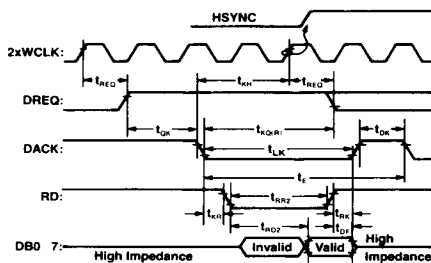 HSYNC
2xWCLK:
tREQ
tKH
tREQ
DREQ:
tQK
tKQ(R)
tDK
DACK:
tLK
tE
RD:
tRR2
tKR
tRD2
tRK
tDF
DB0 7:
High Impedance
Invalid
Valid
High
Impedance